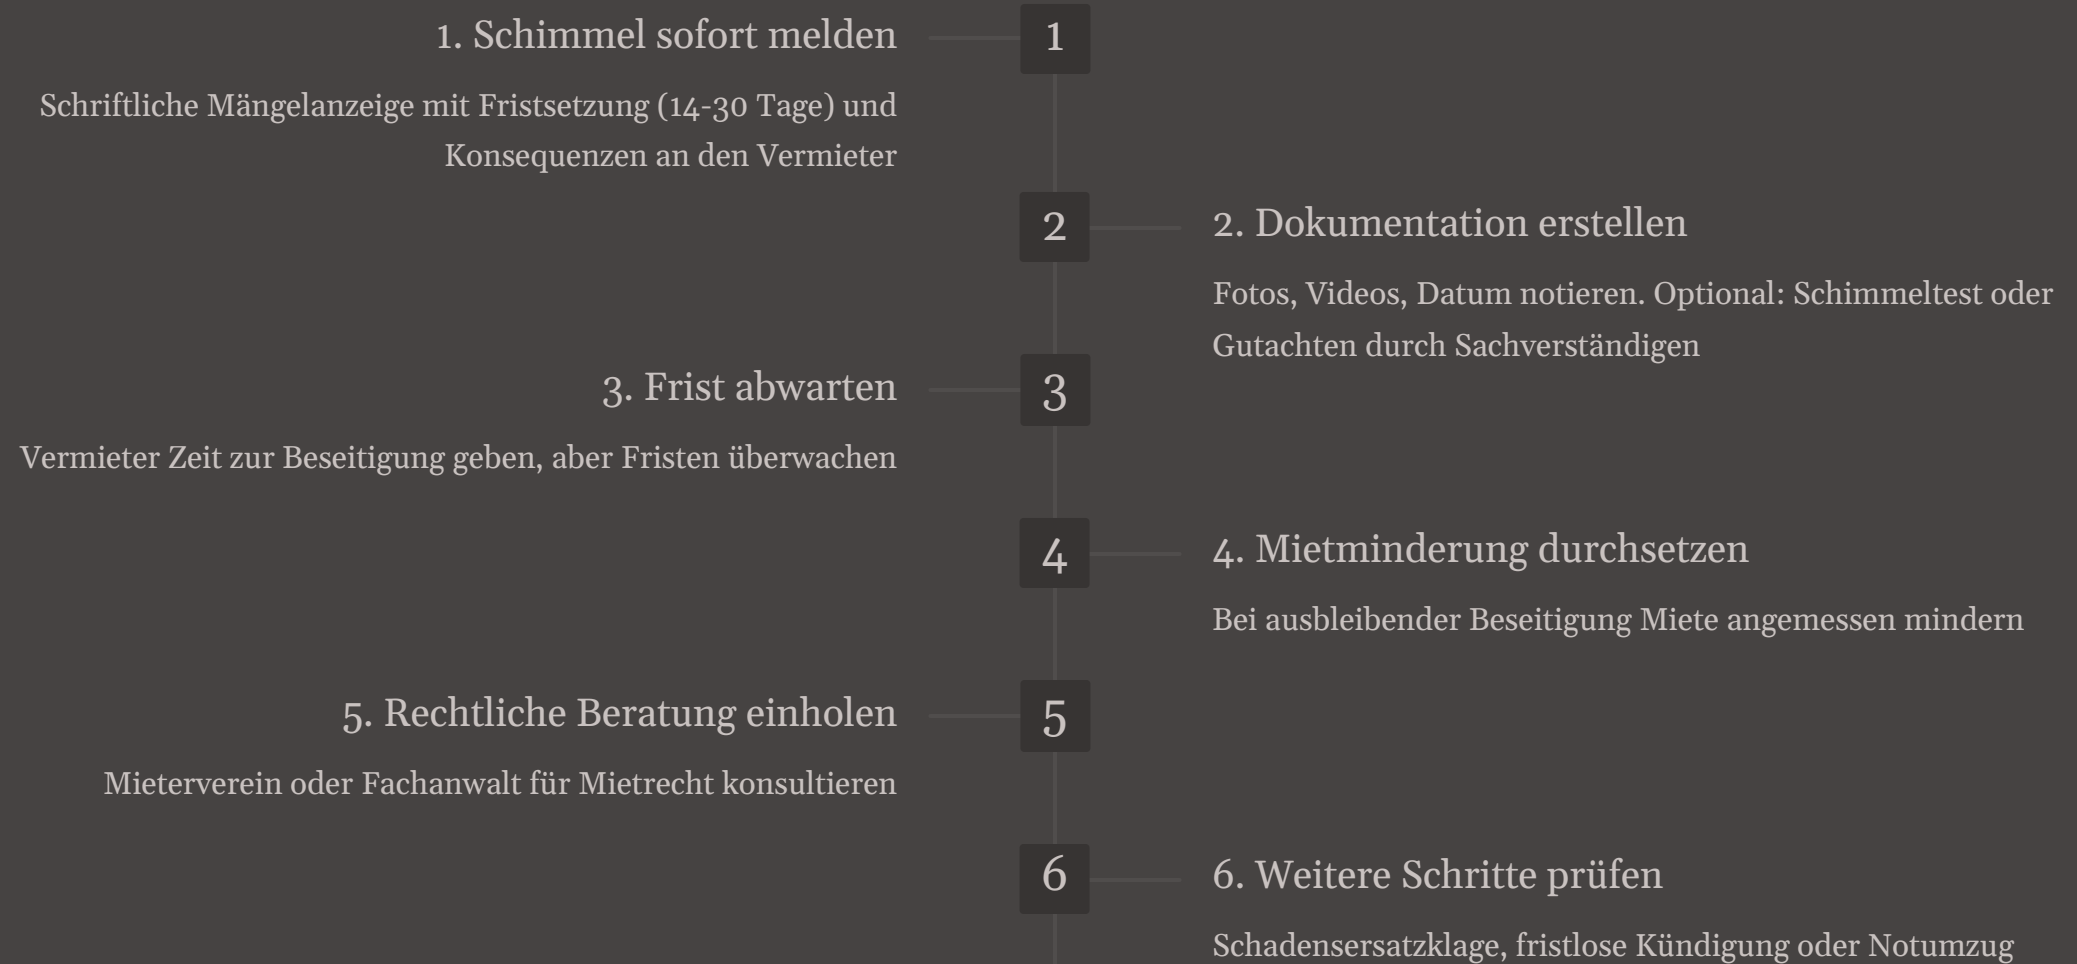 1. Schimmel sofort melden
1
Schriftliche Mängelanzeige mit Fristsetzung (14-30 Tage) und
Konsequenzen an den Vermieter
2
2. Dokumentation erstellen
Fotos, Videos, Datum notieren. Optional: Schimmeltest oder
Gutachten durch Sachverständigen
3. Frist abwarten
3
Vermieter Zeit zur Beseitigung geben, aber Fristen überwachen
4
4. Mietminderung durchsetzen
Bei ausbleibender Beseitigung Miete angemessen mindern
5. Rechtliche Beratung einholen
5
Mieterverein oder Fachanwalt für Mietrecht konsultieren
6
6. Weitere Schritte prüfen
Schadensersatzklage, fristlose Kündigung oder Notumzug